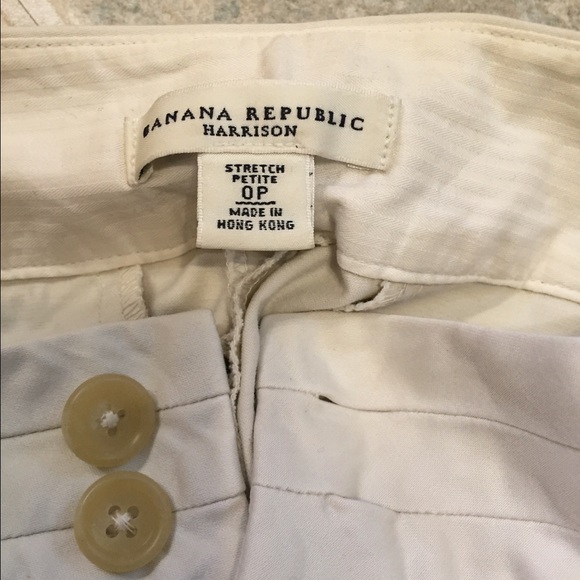 BANANA REPUBLIC
HARRISON
STRETCH
PETITE
0P
MADE IN
HONG KONG